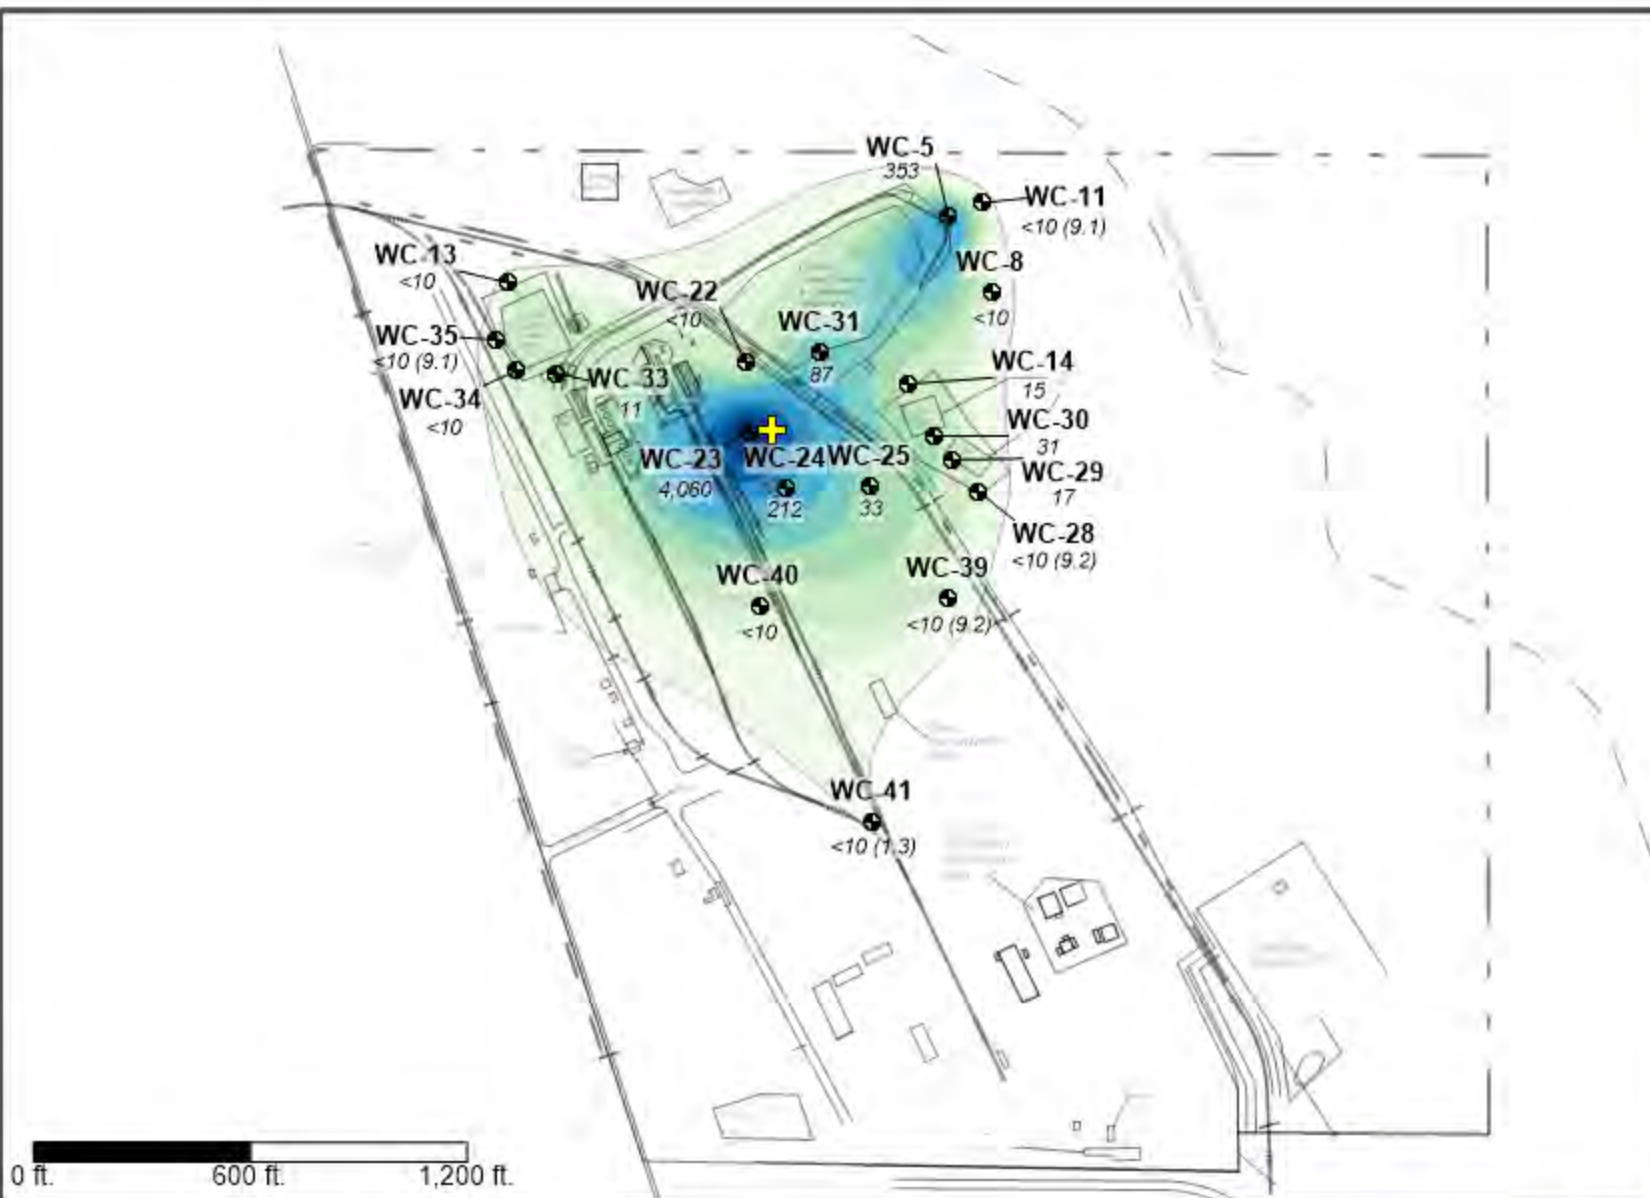 WC-5
353
WC-11
<10 (9.1)
WC-13
<10
WC-8
<10
WC-22
<10
WC-31
87
WC-35
<10 (9.1)
WC-33
11
WC-34
<10
WC-14
15
WC-30
31
WC-29
17
WC-23
4,060
WC-24
212
WC-25
33
WC-28
<10 (9.2)
WC-40
<10
WC-39
<10 (9.2)
WC-41
<10 (1.3)
0 ft.
600 ft.
1,200 ft.